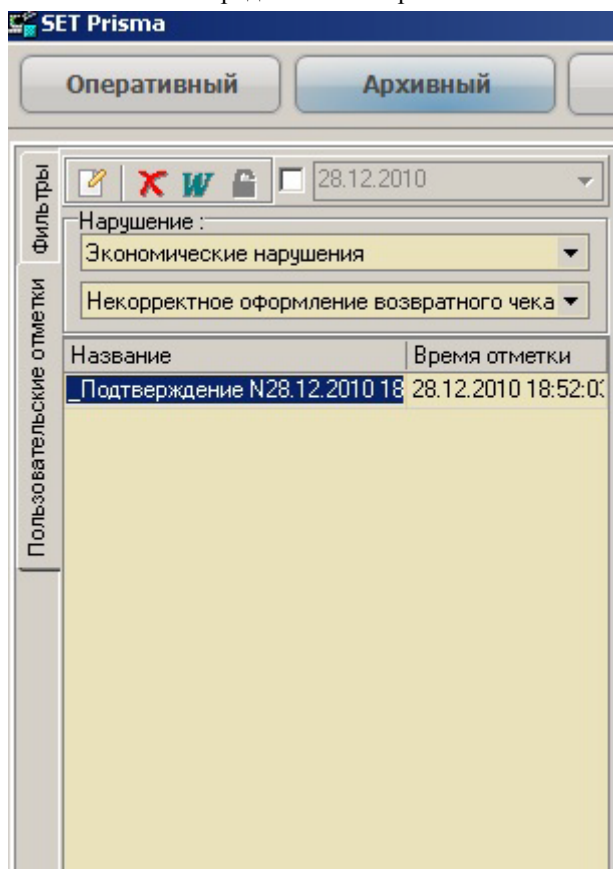 SET Prisma
Оперативный
Архивный
Фильтры
Пользовательские отметки
28.12.2010
Нарушение :
Экономические нарушения
Некорректное оформление возвратного чека
Название
Время отметки
_Подтверждение N28.12.2010 18
28.12.2010 18:52:0